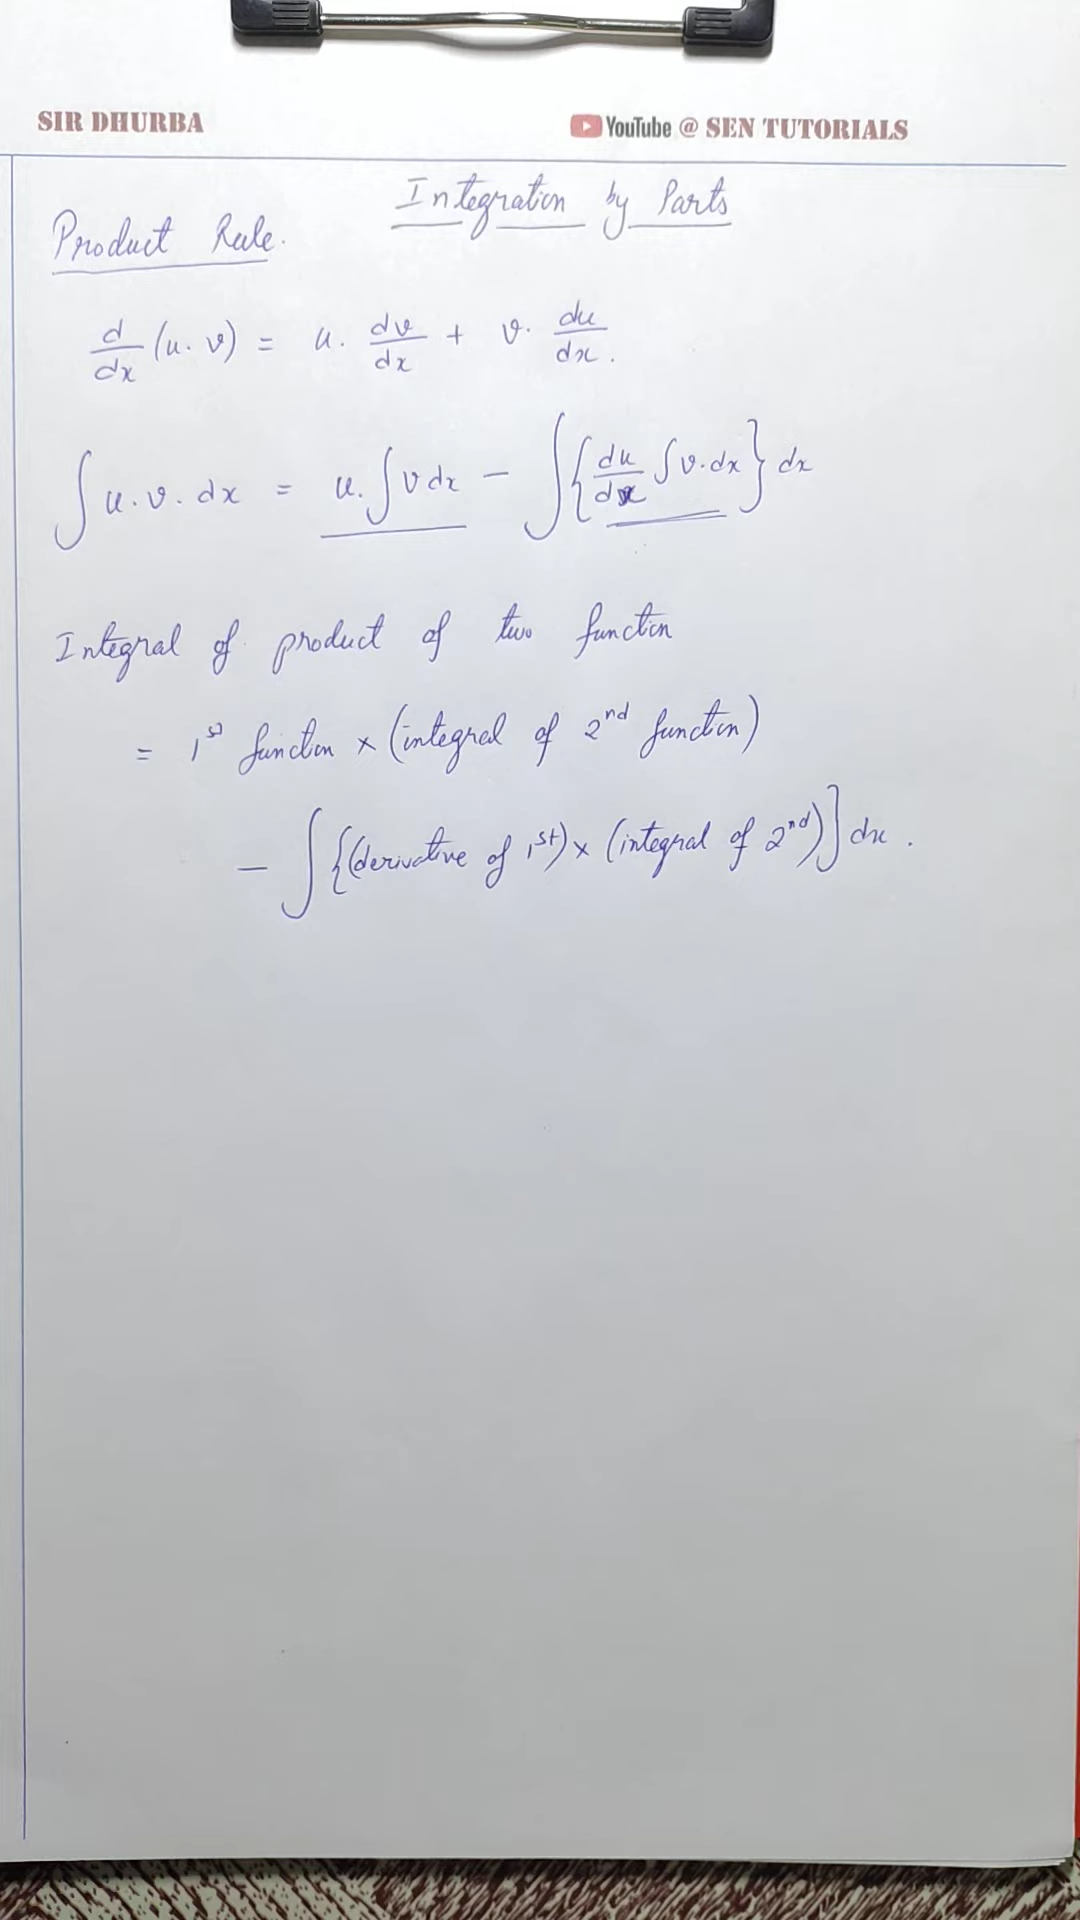 SIR DHURBA
YouTube @ SEN TUTORIALS
Integration by Parts
Product Rule.
d/dx (u. v) = u. dv/dx + v. du/dx.
∫ u. v. dx = u. ∫ v dx − ∫ { du/dx ∫ v. dx } dx
Integral of product of two function
= 1st function × (integral of 2nd function)
− ∫ {(derivative of 1st) × (integral of 2nd)] dx.